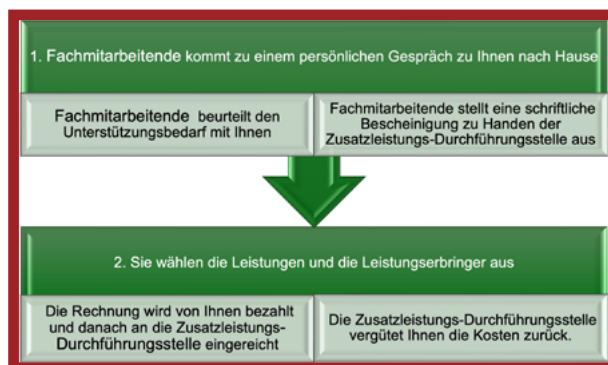 1. Fachmitarbeitende kommt zu einem persönlichen Gespräch zu Ihnen nach Hause
Fachmitarbeitende beurteilt den
Unterstützungsbedarf mit Ihnen
Fachmitarbeitende stellt eine schriftliche
Bescheinigung zu Handen der
Zusatzleistungs-Durchführungsstelle aus
2. Sie wählen die Leistungen und die Leistungserbringer aus
Die Rechnung wird von Ihnen bezahlt
und danach an die Zusatzleistungs-
Durchführungsstelle eingereicht
Die Zusatzleistungs-Durchführungsstelle
vergütet Ihnen die Kosten zurück.